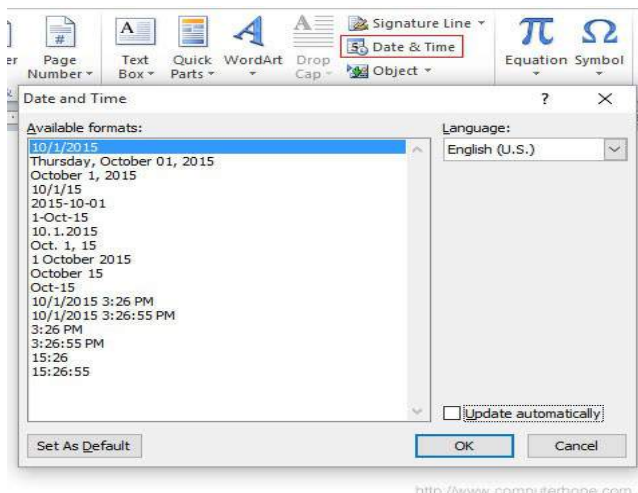 Signature Line
Date & Time
Object
er
Page Number
Text Box
Quick Parts
WordArt
Drop Cap
Equation
Symbol
Date and Time
?
Available formats:
Language:
10/1/2015
Thursday, October 01, 2015
October 1, 2015
10/1/15
2015-10-01
1-Oct-15
10.1.2015
Oct. 1, 15
1 October 2015
October 15
Oct-15
10/1/2015 3:26 PM
10/1/2015 3:26:55 PM
3:26 PM
3:26:55 PM
15:26
15:26:55
English (U.S.)
Update automatically
Set As Default
OK
Cancel
http://www.computerhope.com